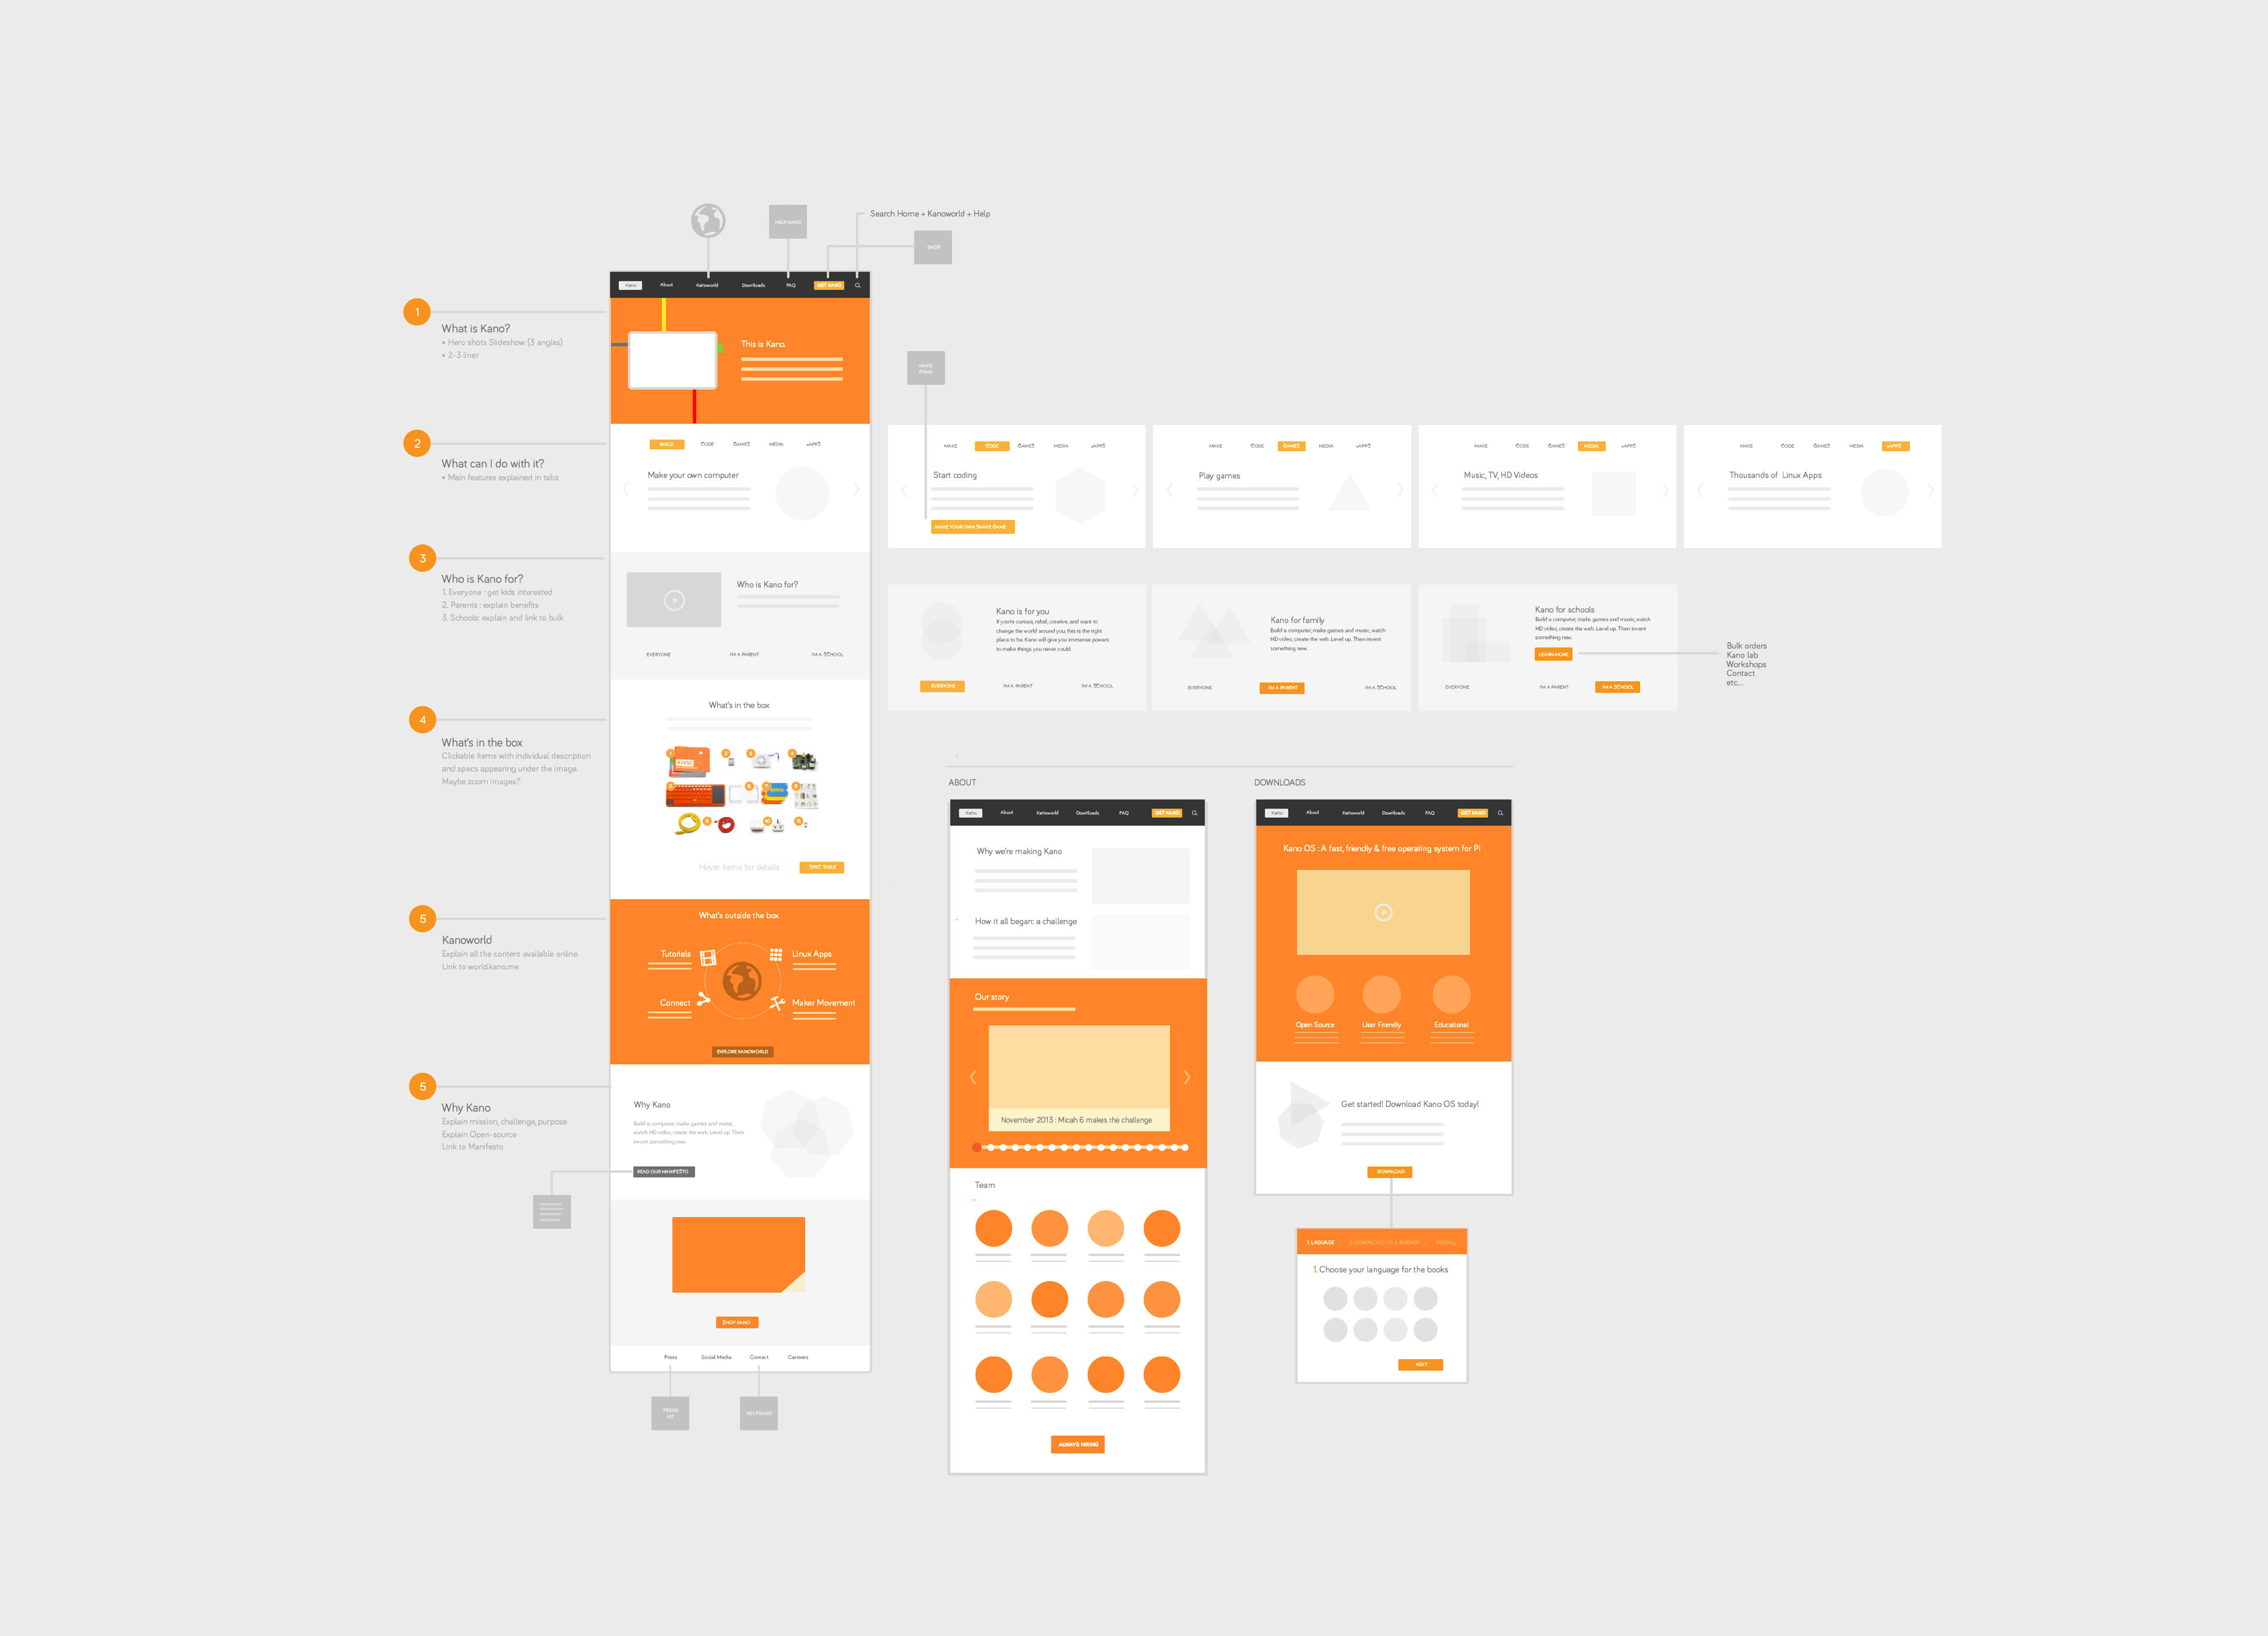 HELP.KANO
Search Home + Kanoworld + Help
SHOP
Kano
About
Kanoworld
Downloads
FAQ
GET KANO
1
What is Kano?
• Hero shots Slideshow (3 angles)
• 2-3 liner
This is Kano.
MAKE
PONG
2
What can I do with it?
• Main features explained in tabs
BUILD
CODE
GAMES
MEDIA
+APPS
Make your own computer
MAKE
CODE
GAMES
MEDIA
+APPS
Start coding
MAKE YOUR OWN SNAKE GAME
MAKE
CODE
GAMES
MEDIA
+APPS
Play games
MAKE
CODE
GAMES
MEDIA
+APPS
Music, TV, HD Videos
MAKE
CODE
GAMES
MEDIA
+APPS
Thousands of Linux Apps
3
Who is Kano for?
1. Everyone : get kids interested
2. Parents : explain benefits
3. Schools: explain and link to bulk
Who is Kano for?
EVERYONE
I'M A PARENT
I'M A SCHOOL
Kano is for you
If you're curious, rebel, creative, and want to
change the world around you, this is the right
place to be. Kano will give you immense powers
to make things you never could.
EVERYONE
I'M A PARENT
I'M A SCHOOL
Kano for family
Build a computer, make games and music, watch
HD video, create the web. Level up. Then invent
something new.
EVERYONE
I'M A PARENT
I'M A SCHOOL
Kano for schools
Build a computer, make games and music, watch
HD video, create the web. Level up. Then invent
something new.
LEARN MORE
EVERYONE
I'M A PARENT
I'M A SCHOOL
Bulk orders
Kano lab
Workshops
Contact
etc...
4
What's in the box
Clickable Items with individual description
and specs appearing under the image.
Maybe zoom images?
What's in the box
1
2
3
4
KANO
5
6
7
8
9
10
11
Hover items for details
SPEC TABLE
5
Kanoworld
Explain all the content available online
Link to world.kano.me
What's outside the box
Tutorials
Linux Apps
Connect
Maker Movement
EXPLORE KANOWORLD
5
Why Kano
Explain mission, challenge, purpose
Explain Open-source
Link to Manifesto
Why Kano
Build a computer, make games and music,
watch HD video, create the web. Level up. Then
invent something new.
READ OUR MANIFESTO
SHOP KANO
Press
Social Media
Contact
Carreers
PRESS
KIT
HELP.KANO
ABOUT
Kano
About
Kanoworld
Downloads
FAQ
GET KANO
Why we're making Kano
How it all began: a challenge
Our story
November 2013 : Micah 6 makes the challenge
Team
ALWAYS HIRING
DOWNLOADS
Kano
About
Kanoworld
Downloads
FAQ
GET KANO
Kano OS : A fast, friendly & free operating system for Pi
Open Source
User Friendly
Educational
Get started! Download Kano OS today!
DOWNLOAD
1. LAGUAGE
2. DOWNLOAD OS & BURNER
INSTALL
1. Choose your language for the books
NEXT